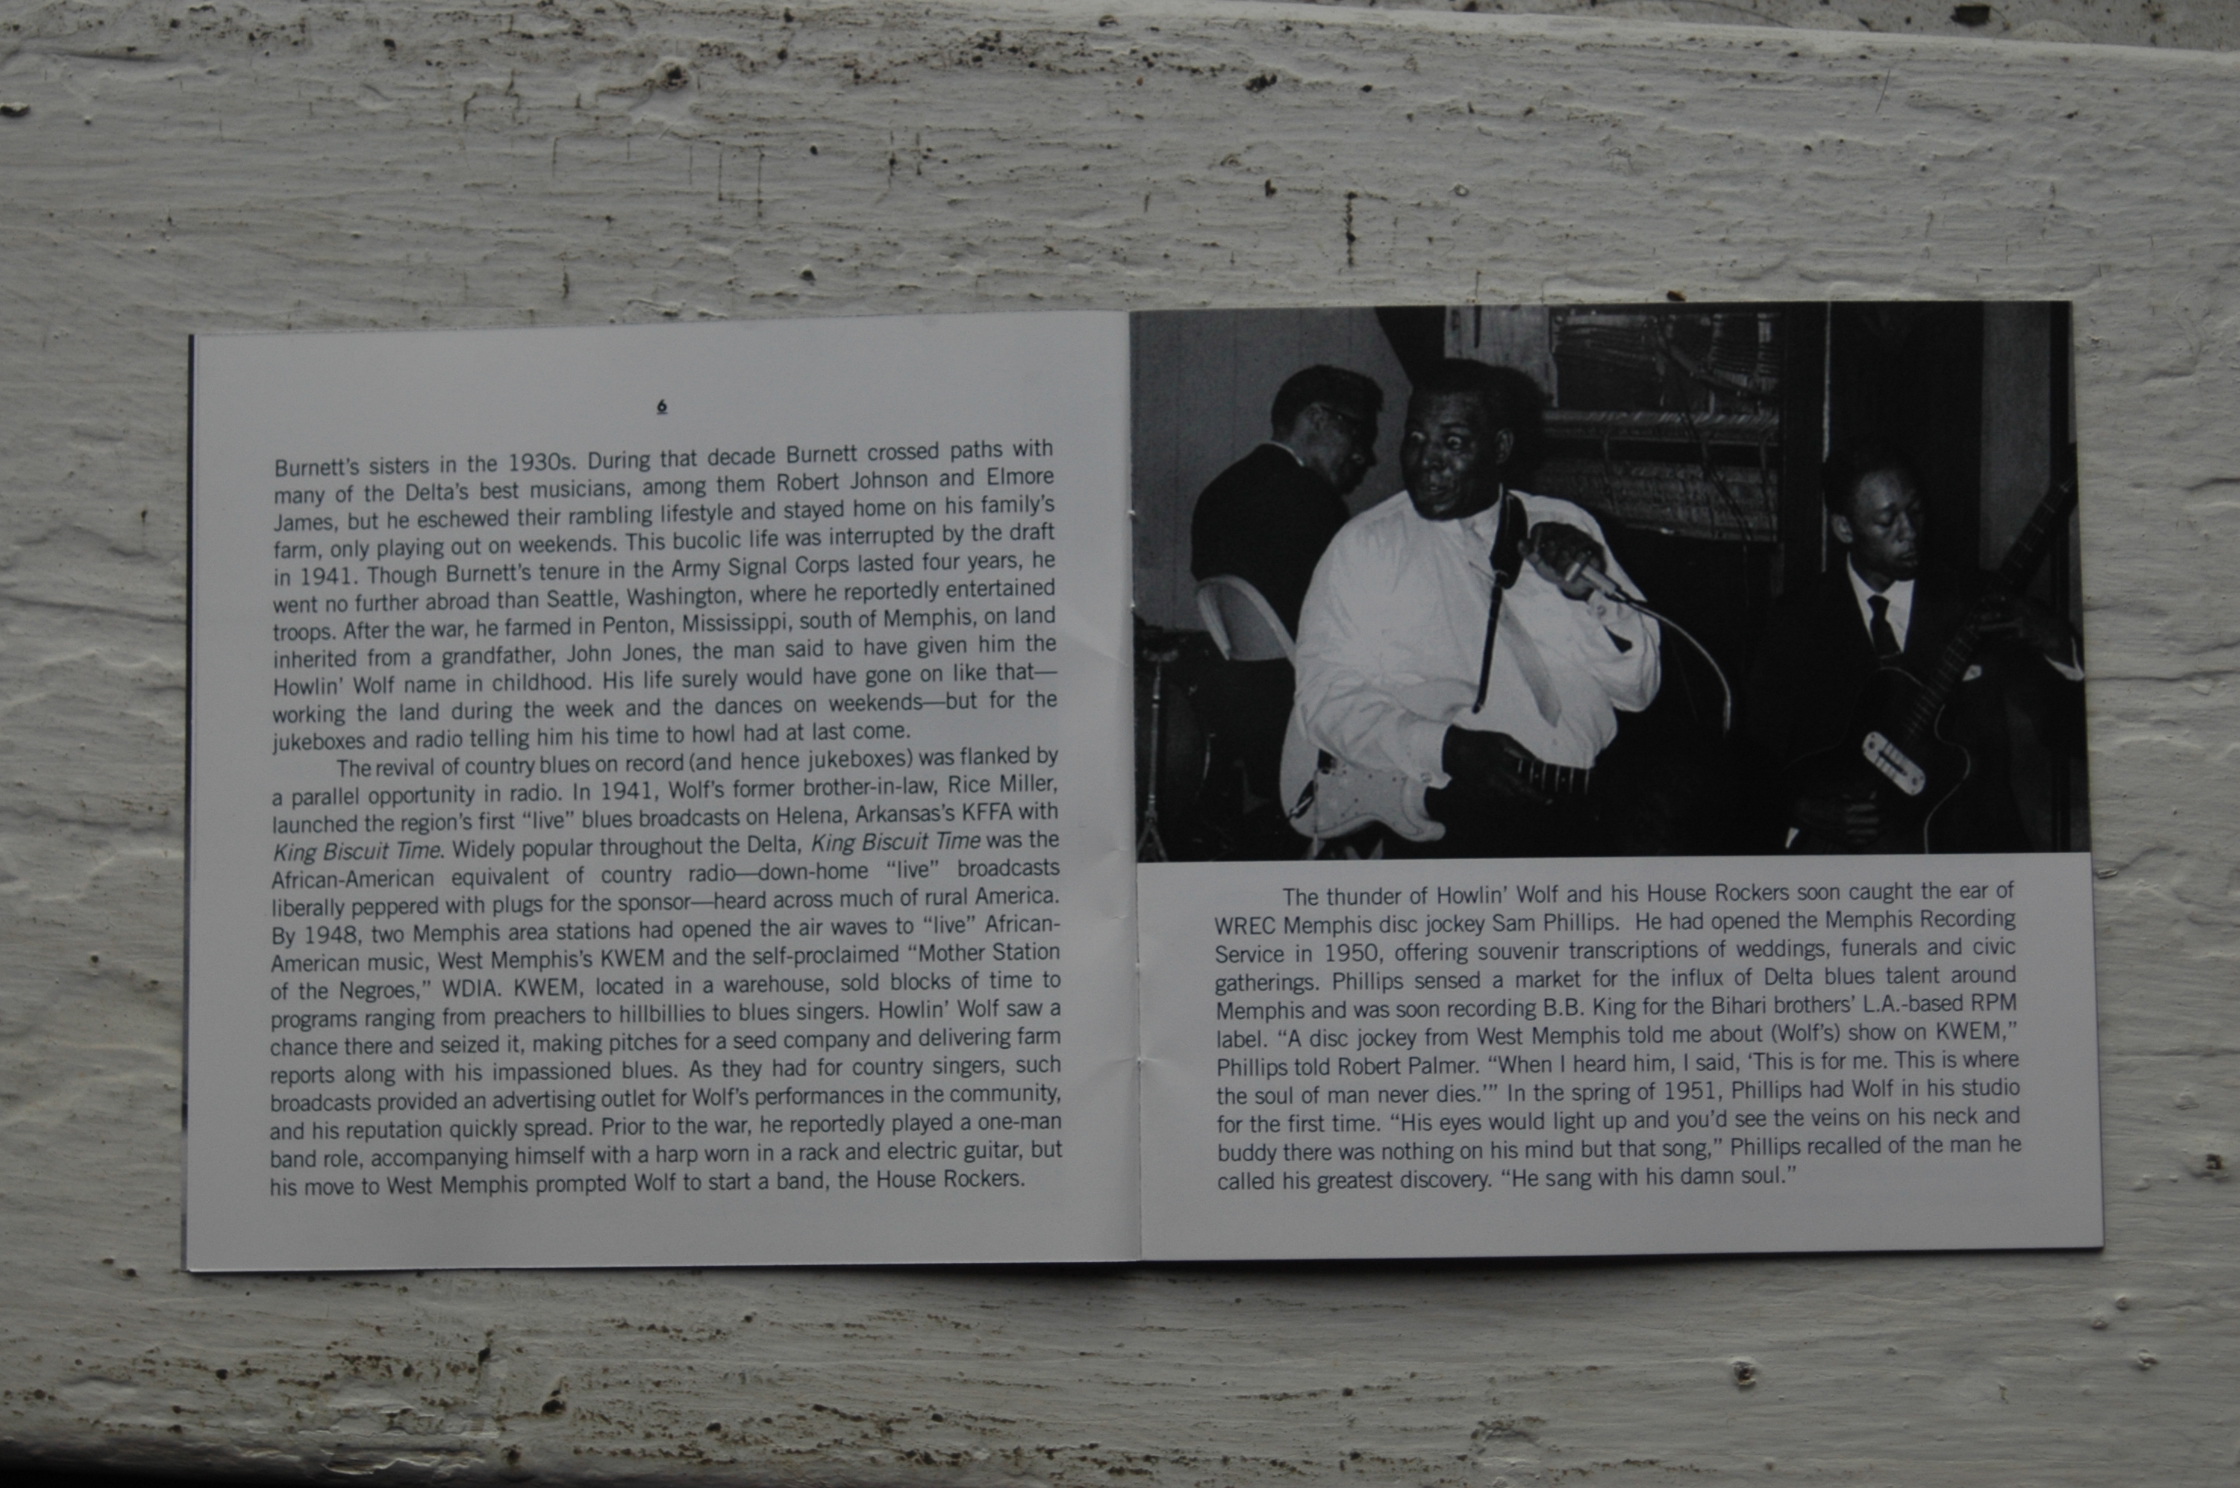 6
Burnett's sisters in the 1930s. During that decade Burnett crossed paths with
many of the Delta's best musicians, among them Robert Johnson and Elmore
James, but he eschewed their rambling lifestyle and stayed home on his family's
farm, only playing out on weekends. This bucolic life was interrupted by the draft
in 1941. Though Burnett's tenure in the Army Signal Corps lasted four years, he
went no further abroad than Seattle, Washington, where he reportedly entertained
troops. After the war, he farmed in Penton, Mississippi, south of Memphis, on land
inherited from a grandfather, John Jones, the man said to have given him the
Howlin' Wolf name in childhood. His life surely would have gone on like that—
working the land during the week and the dances on weekends—but for the
jukeboxes and radio telling him his time to howl had at last come.
The revival of country blues on record (and hence jukeboxes) was flanked by
a parallel opportunity in radio. In 1941, Wolf's former brother-in-law, Rice Miller,
launched the region's first "live" blues broadcasts on Helena, Arkansas's KFFA with
King Biscuit Time. Widely popular throughout the Delta, King Biscuit Time was the
African-American equivalent of country radio—down-home "live" broadcasts
liberally peppered with plugs for the sponsor—heard across much of rural America.
By 1948, two Memphis area stations had opened the air waves to "live" African-
American music, West Memphis's KWEM and the self-proclaimed "Mother Station
of the Negroes," WDIA. KWEM, located in a warehouse, sold blocks of time to
programs ranging from preachers to hillbillies to blues singers. Howlin' Wolf saw a
chance there and seized it, making pitches for a seed company and delivering farm
reports along with his impassioned blues. As they had for country singers, such
broadcasts provided an advertising outlet for Wolf's performances in the community,
and his reputation quickly spread. Prior to the war, he reportedly played a one-man
band role, accompanying himself with a harp worn in a rack and electric guitar, but
his move to West Memphis prompted Wolf to start a band, the House Rockers.
The thunder of Howlin' Wolf and his House Rockers soon caught the ear of
WREC Memphis disc jockey Sam Phillips. He had opened the Memphis Recording
Service in 1950, offering souvenir transcriptions of weddings, funerals and civic
gatherings. Phillips sensed a market for the influx of Delta blues talent around
Memphis and was soon recording B.B. King for the Bihari brothers' L.A.-based RPM
label. "A disc jockey from West Memphis told me about (Wolf's) show on KWEM,"
Phillips told Robert Palmer. "When I heard him, I said, 'This is for me. This is where
the soul of man never dies.'" In the spring of 1951, Phillips had Wolf in his studio
for the first time. "His eyes would light up and you'd see the veins on his neck and
buddy there was nothing on his mind but that song," Phillips recalled of the man he
called his greatest discovery. "He sang with his damn soul."